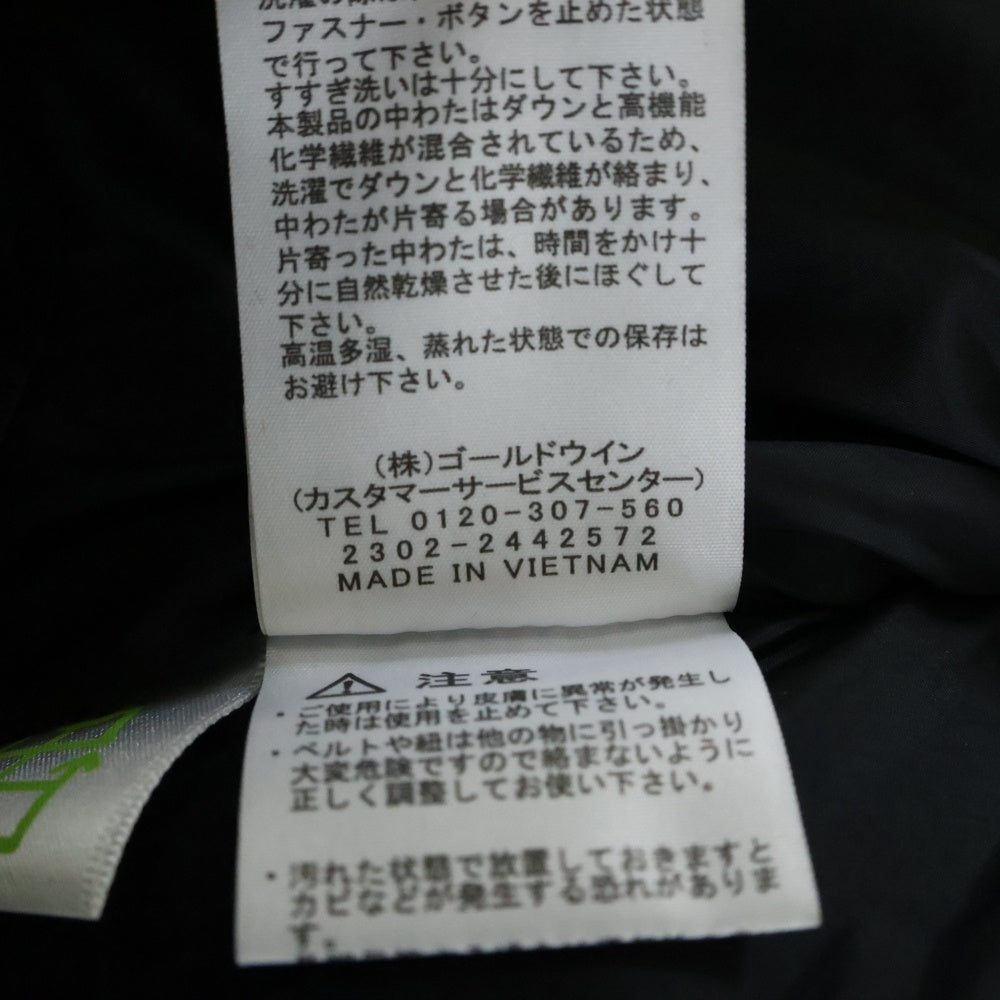 ファスナー・ボタンを止めた状態
で行って下さい。
すすぎ洗いは十分にして下さい。
本製品の中わたはダウンと高機能
化学繊維が混合されているため、
洗濯でダウンと化学繊維が絡まり、
中わたが片寄る場合があります。
片寄った中わたは、時間をかけ十
分に自然乾燥させた後にほぐして
下さい。
高温多湿、蒸れた状態での保存は
お避け下さい。
(株)ゴールドウイン
(カスタマーサービスセンター)
TEL 0120-307-560
2302-2442572
MADE IN VIETNAM
注意
・ご使用により皮膚に異常が発生し
た時は使用を止めて下さい。
・ベルトや紐は他の物に引っ掛かり
大変危険ですので絡まないように
正しく調整してお使い下さい。
・汚れた状態で放置しておきますと
カビなどが発生する恐れがありま
す。